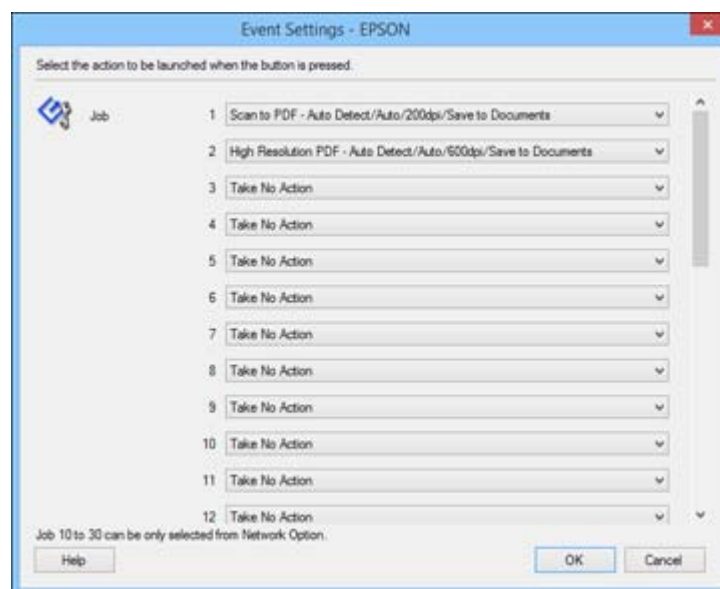 Event Settings - EPSON
Select the action to be launched when the button is pressed.
Job
1 Scan to PDF - Auto Detect/Auto/200dpi/Save to Documents
2 High Resolution PDF - Auto Detect/Auto/600dpi/Save to Documents
3 Take No Action
4 Take No Action
5 Take No Action
6 Take No Action
7 Take No Action
8 Take No Action
9 Take No Action
10 Take No Action
11 Take No Action
12 Take No Action
Job 10 to 30 can be only selected from Network Option.
Help OK Cancel